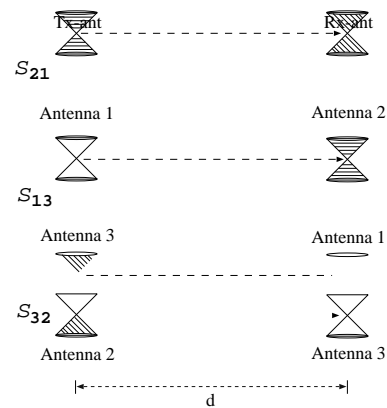 Tx-ant Rx-ant
S21
Antenna 1 Antenna 2
S13
Antenna 3 Antenna 1
S32
Antenna 2 Antenna 3
d